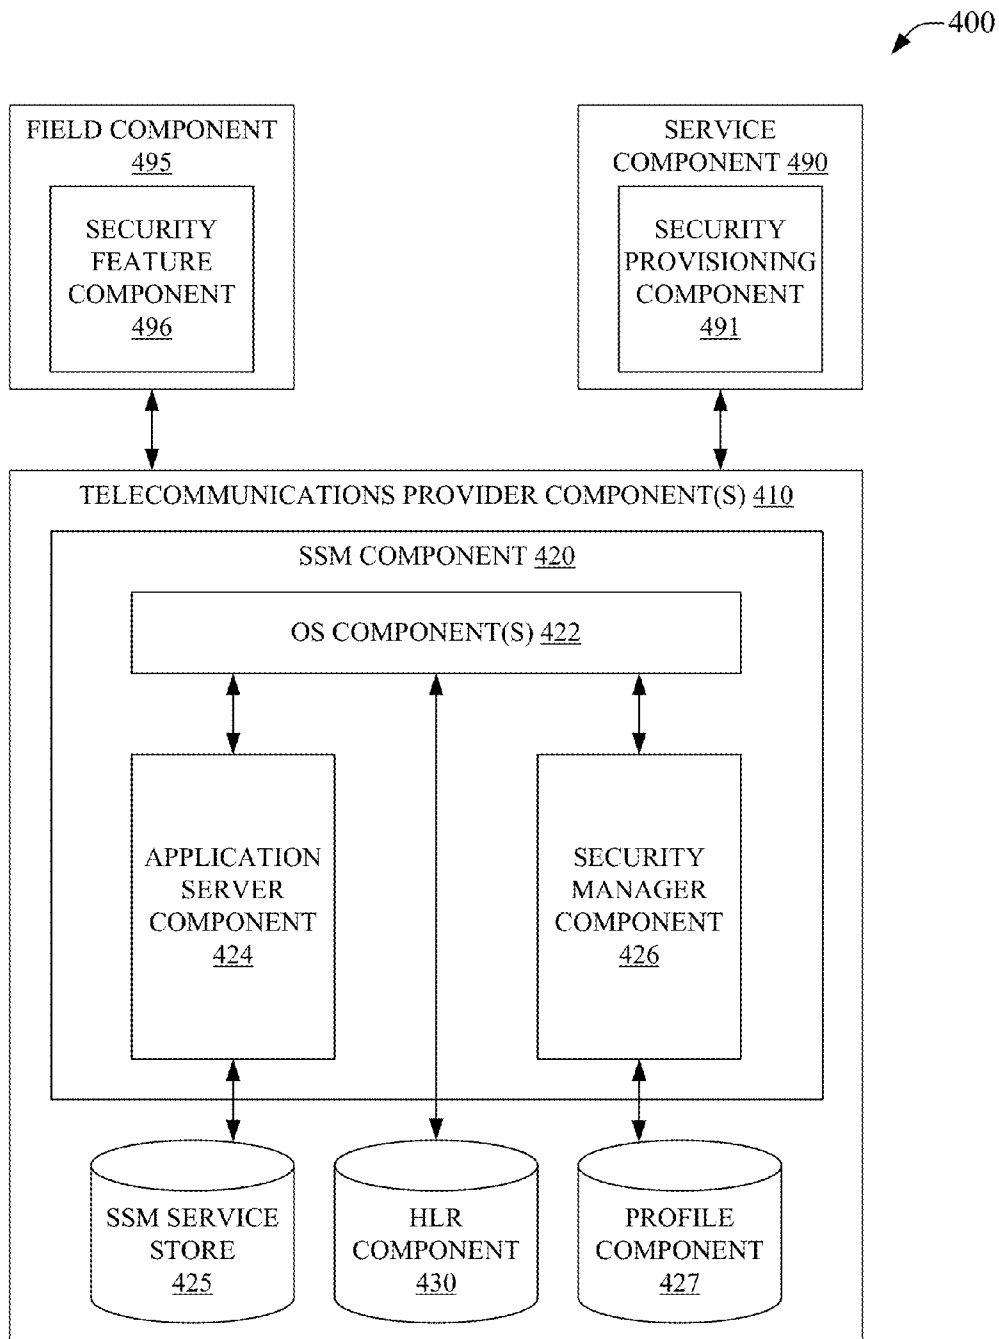 400
FIELD COMPONENT
495
SECURITY
FEATURE
COMPONENT
496
SERVICE
COMPONENT 490
SECURITY
PROVISIONING
COMPONENT
491
TELECOMMUNICATIONS PROVIDER COMPONENT(S) 410
SSM COMPONENT 420
OS COMPONENT(S) 422
APPLICATION
SERVER
COMPONENT
424
SECURITY
MANAGER
COMPONENT
426
SSM SERVICE
STORE
425
HLR
COMPONENT
430
PROFILE
COMPONENT
427